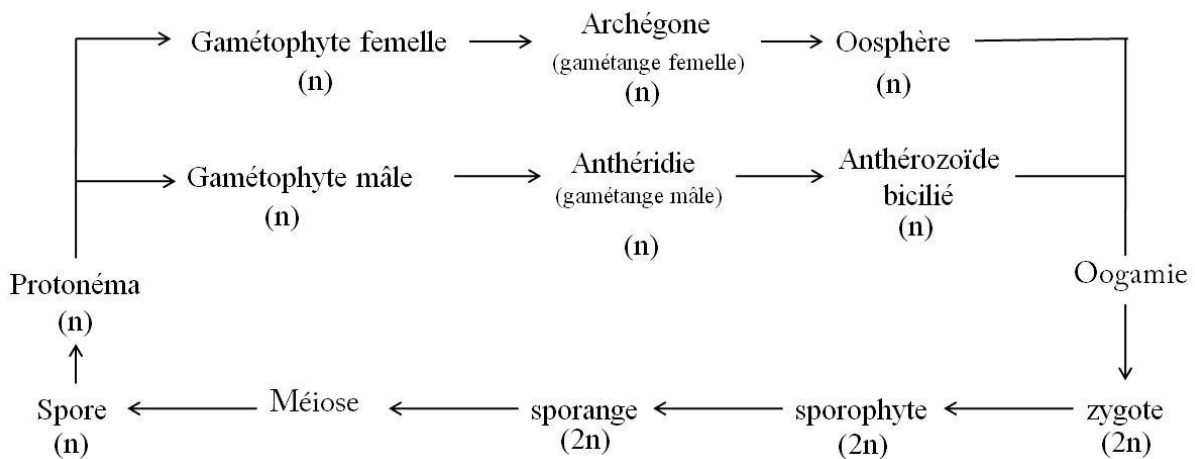 Gamétophyte femelle
(n)
Archégone
(gamétange femelle)
(n)
Oosphère
(n)
Gamétophyte mâle
(n)
Anthéridie
(gamétange mâle)
(n)
Anthérozoïde
bicilié
(n)
Protonéma
(n)
Oogamie
Spore
(n)
Méiose
sporange
(2n)
sporophyte
(2n)
zygote
(2n)